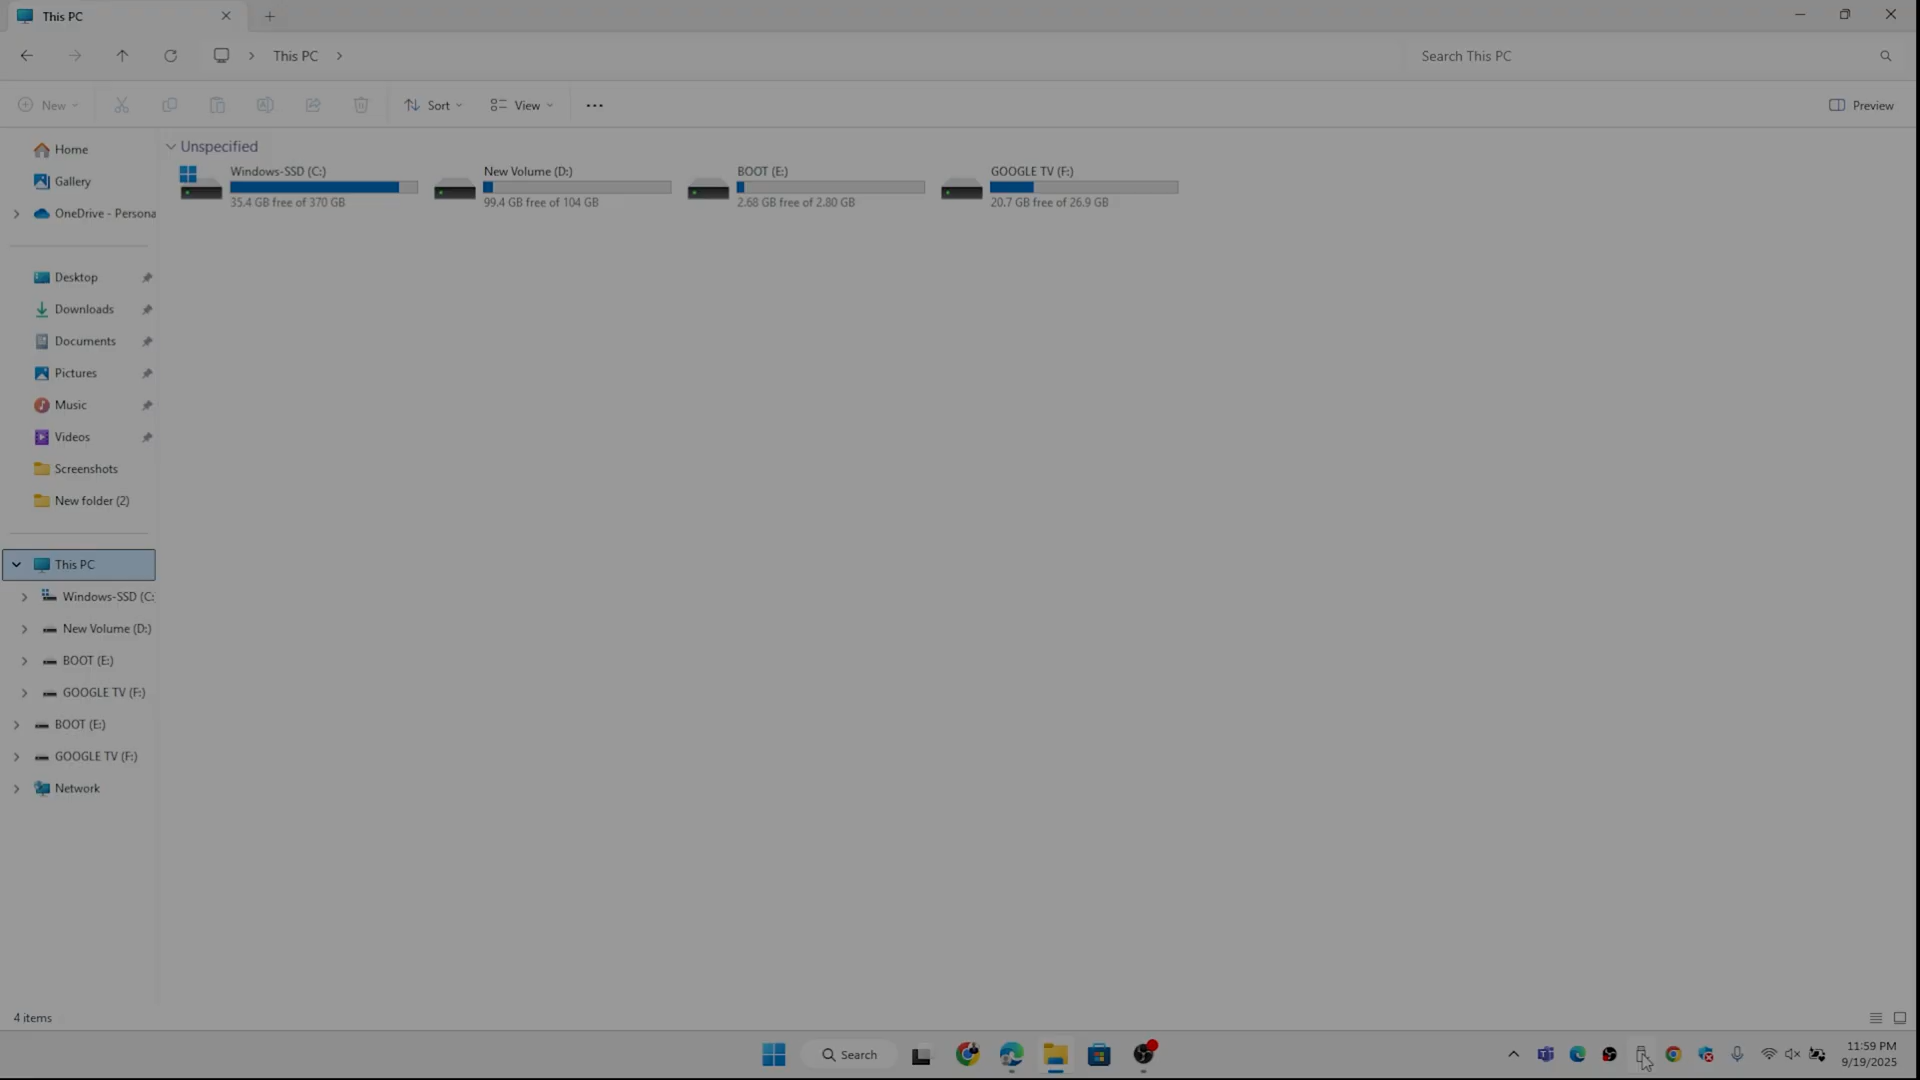 This PC
This PC
Search This PC
New
Sort
View
Preview
Home
Gallery
OneDrive - Persona
Desktop
Downloads
Documents
Pictures
Music
Videos
Screenshots
New folder (2)
This PC
Windows-SSD (C:
New Volume (D:)
BOOT (E:)
GOOGLE TV (F:)
BOOT (E:)
GOOGLE TV (F:)
Network
Unspecified
Windows-SSD (C:)
35.4 GB free of 370 GB
New Volume (D:)
99.4 GB free of 104 GB
BOOT (E:)
2.68 GB free of 2.80 GB
GOOGLE TV (F:)
20.7 GB free of 26.9 GB
4 items
Search
11:59 PM
9/19/2025